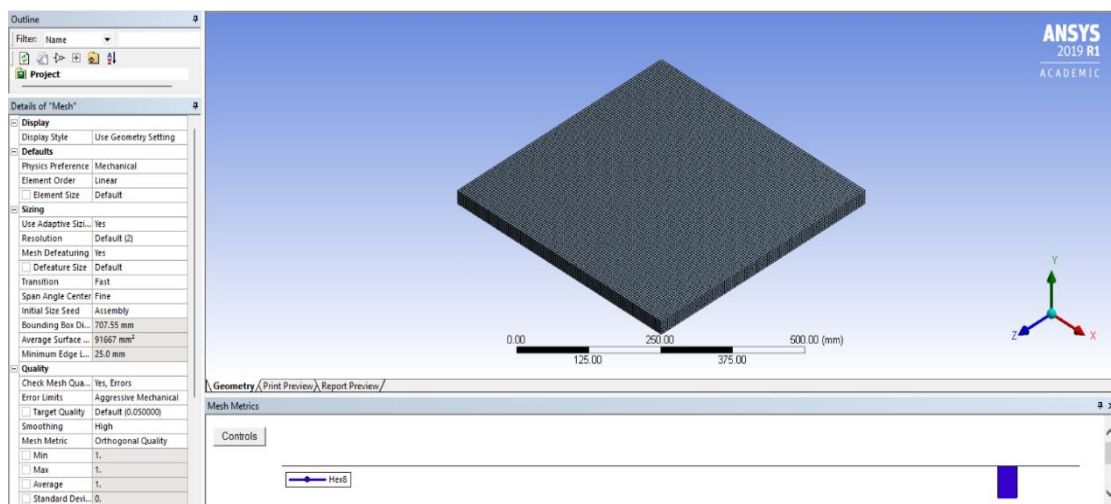 Outline
Filter: Name
Project
Details of "Mesh"
Display
Display Style Use Geometry Setting
Defaults
Physics Preference Mechanical
Element Order Linear
Element Size Default
Sizing
Use Adaptive Sizi... Yes
Resolution Default (2)
Mesh Defeaturing Yes
Defeature Size Default
Transition Fast
Span Angle Center Fine
Initial Size Seed Assembly
Bounding Box Di... 707.55 mm
Average Surface ... 91667 mm²
Minimum Edge L... 25.0 mm
Quality
Check Mesh Qua... Yes, Errors
Error Limits Aggressive Mechanical
Target Quality Default (0.050000)
Smoothing High
Mesh Metric Orthogonal Quality
Min 1.
Max 1.
Average 1.
Standard Devi... 0.
ANSYS
2019 R1
ACADEMIC
Y
Z X
0.00 250.00 500.00 (mm)
125.00 375.00
Geometry Print Preview Report Preview
Mesh Metrics
Controls
Hex8